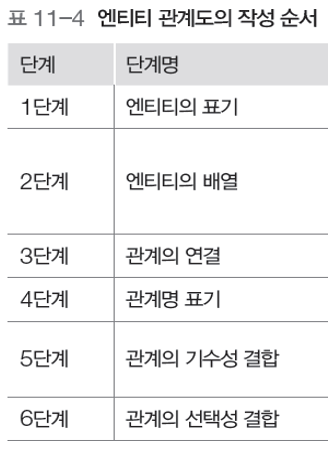 표 11-4 엔티티 관계도의 작성 순서
단계 단계명
1단계 엔티티의 표기
2단계 엔티티의 배열
3단계 관계의 연결
4단계 관계명 표기
5단계 관계의 기수성 결합
6단계 관계의 선택성 결합